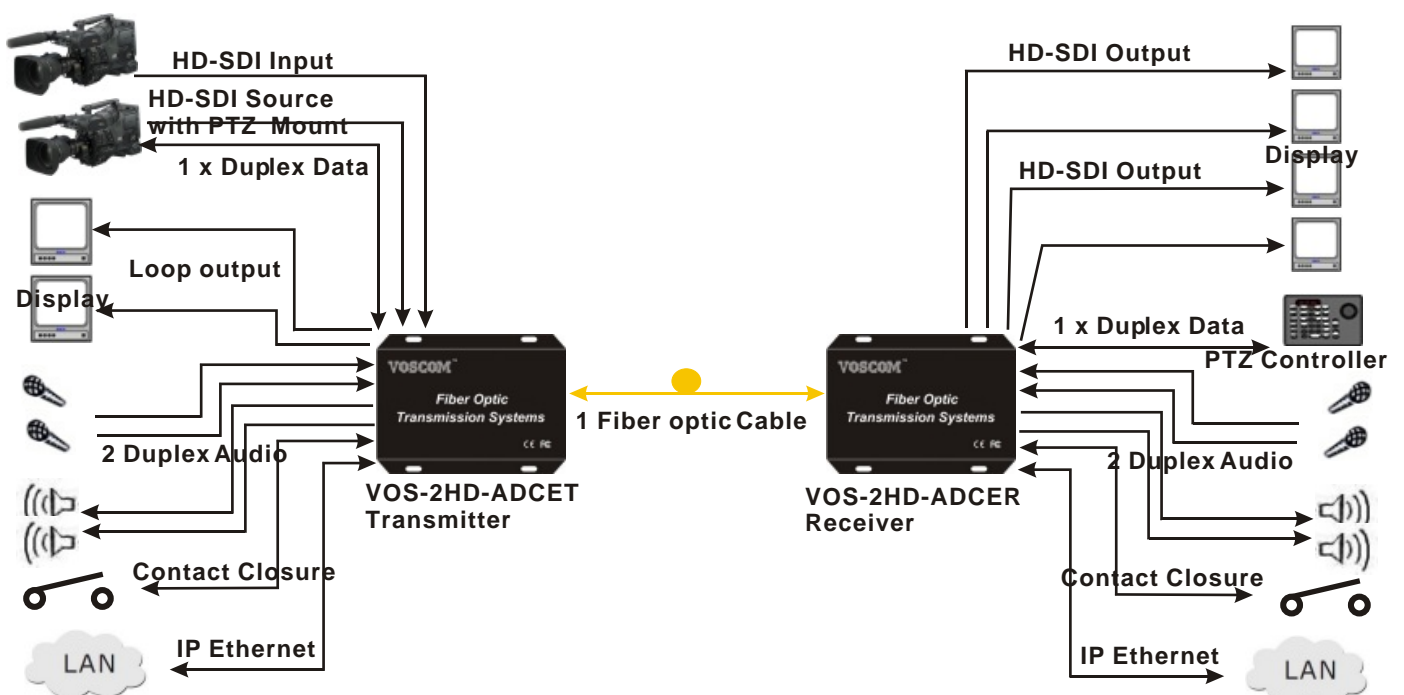 HD-SDI Input
HD-SDI Source
with PTZ Mount
1 x Duplex Data
Loop output
Display
2 Duplex Audio
Contact Closure
IP Ethernet
LAN
VOSCOM™
Fiber Optic
Transmission Systems
CE FC
VOS-2HD-ADCET
Transmitter
1 Fiber optic Cable
VOSCOM™
Fiber Optic
Transmission Systems
CE FC
VOS-2HD-ADCER
Receiver
HD-SDI Output
Display
HD-SDI Output
1 x Duplex Data
PTZ Controller
2 Duplex Audio
Contact Closure
IP Ethernet
LAN